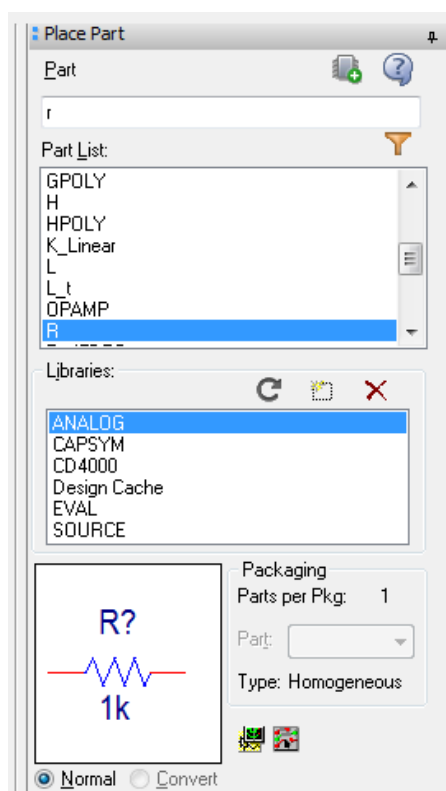 Place Part
Part
r
Part List:
GPOLY
H
HPOLY
K_Linear
L
L_t
OPAMP
R
Libraries:
ANALOG
CAPSYM
CD4000
Design Cache
EVAL
SOURCE
R?
1k
Packaging
Parts per Pkg: 1
Part:
Type: Homogeneous
Normal Convert